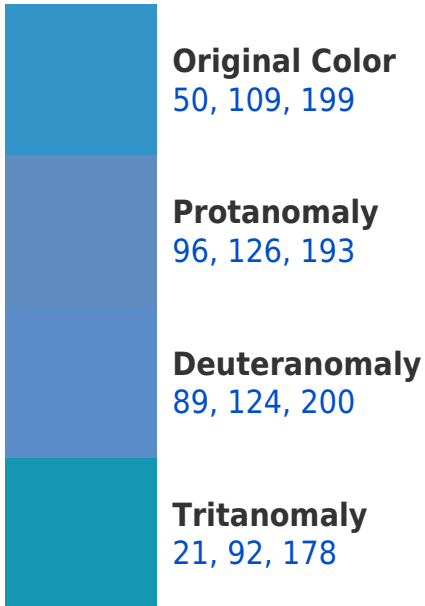 Original Color
50, 109, 199
Protanomaly
96, 126, 193
Deuteranomaly
89, 124, 200
Tritanomaly
21, 92, 178